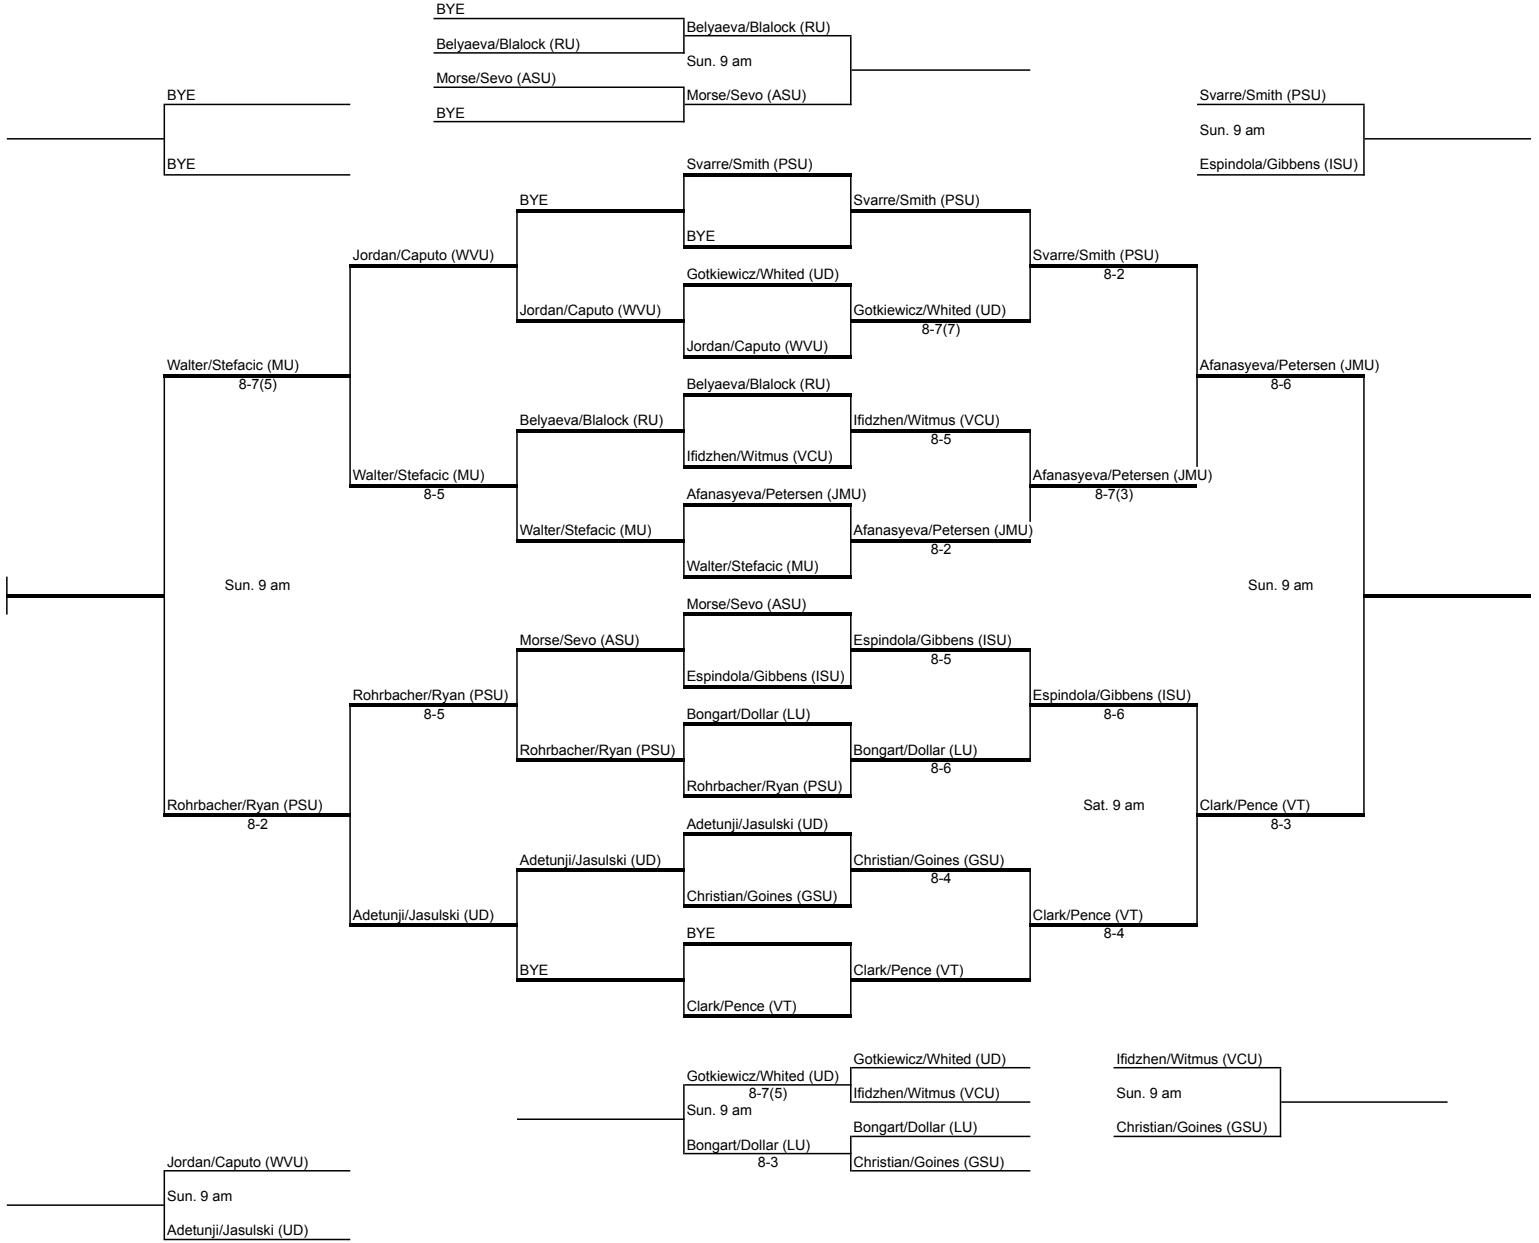 BYE
Belyaeva/Blalock (RU)
Belyaeva/Blalock (RU)
Sun. 9 am
Morse/Sevo (ASU)
Morse/Sevo (ASU)
BYE
BYE
BYE
Svarre/Smith (PSU)
Sun. 9 am
Espindola/Gibbens (ISU)
Svarre/Smith (PSU)
BYE
Svarre/Smith (PSU)
BYE
Jordan/Caputo (WVU)
Svarre/Smith (PSU)
8-2
Gotkiewicz/Whited (UD)
Jordan/Caputo (WVU)
Gotkiewicz/Whited (UD)
8-7(7)
Jordan/Caputo (WVU)
Walter/Stefacic (MU)
8-7(5)
Afanasyeva/Petersen (JMU)
8-6
Belyaeva/Blalock (RU)
Belyaeva/Blalock (RU)
Ifidzhen/Witmus (VCU)
8-5
Ifidzhen/Witmus (VCU)
Walter/Stefacic (MU)
8-5
Afanasyeva/Petersen (JMU)
8-7(3)
Afanasyeva/Petersen (JMU)
Walter/Stefacic (MU)
Afanasyeva/Petersen (JMU)
8-2
Walter/Stefacic (MU)
Sun. 9 am
Sun. 9 am
Morse/Sevo (ASU)
Morse/Sevo (ASU)
Espindola/Gibbens (ISU)
8-5
Espindola/Gibbens (ISU)
Rohrbacher/Ryan (PSU)
8-5
Espindola/Gibbens (ISU)
8-6
Bongart/Dollar (LU)
Rohrbacher/Ryan (PSU)
Bongart/Dollar (LU)
8-6
Rohrbacher/Ryan (PSU)
Rohrbacher/Ryan (PSU)
8-2
Sat. 9 am
Clark/Pence (VT)
8-3
Adetunji/Jasulski (UD)
Adetunji/Jasulski (UD)
Christian/Goines (GSU)
8-4
Christian/Goines (GSU)
Adetunji/Jasulski (UD)
Clark/Pence (VT)
8-4
BYE
BYE
Clark/Pence (VT)
Clark/Pence (VT)
Gotkiewicz/Whited (UD)
Gotkiewicz/Whited (UD)
8-7(5)
Ifidzhen/Witmus (VCU)
Sun. 9 am
Bongart/Dollar (LU)
Bongart/Dollar (LU)
8-3
Christian/Goines (GSU)
Ifidzhen/Witmus (VCU)
Sun. 9 am
Christian/Goines (GSU)
Jordan/Caputo (WVU)
Sun. 9 am
Adetunji/Jasulski (UD)